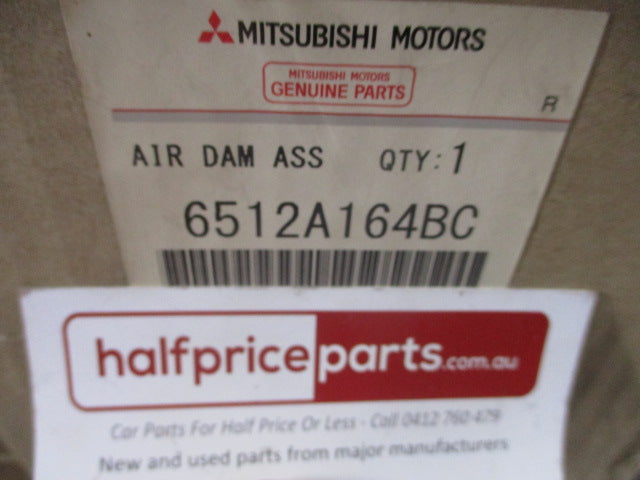 MITSUBISHI MOTORS
MITSUBISHI MOTORS
GENUINE PARTS
R
AIR DAM ASS QTY: 1
6512A164BC
halfpriceparts.com.au
Car Parts For Half Price Or Less - Call 0412 760 479
New and used parts from major manufacturers